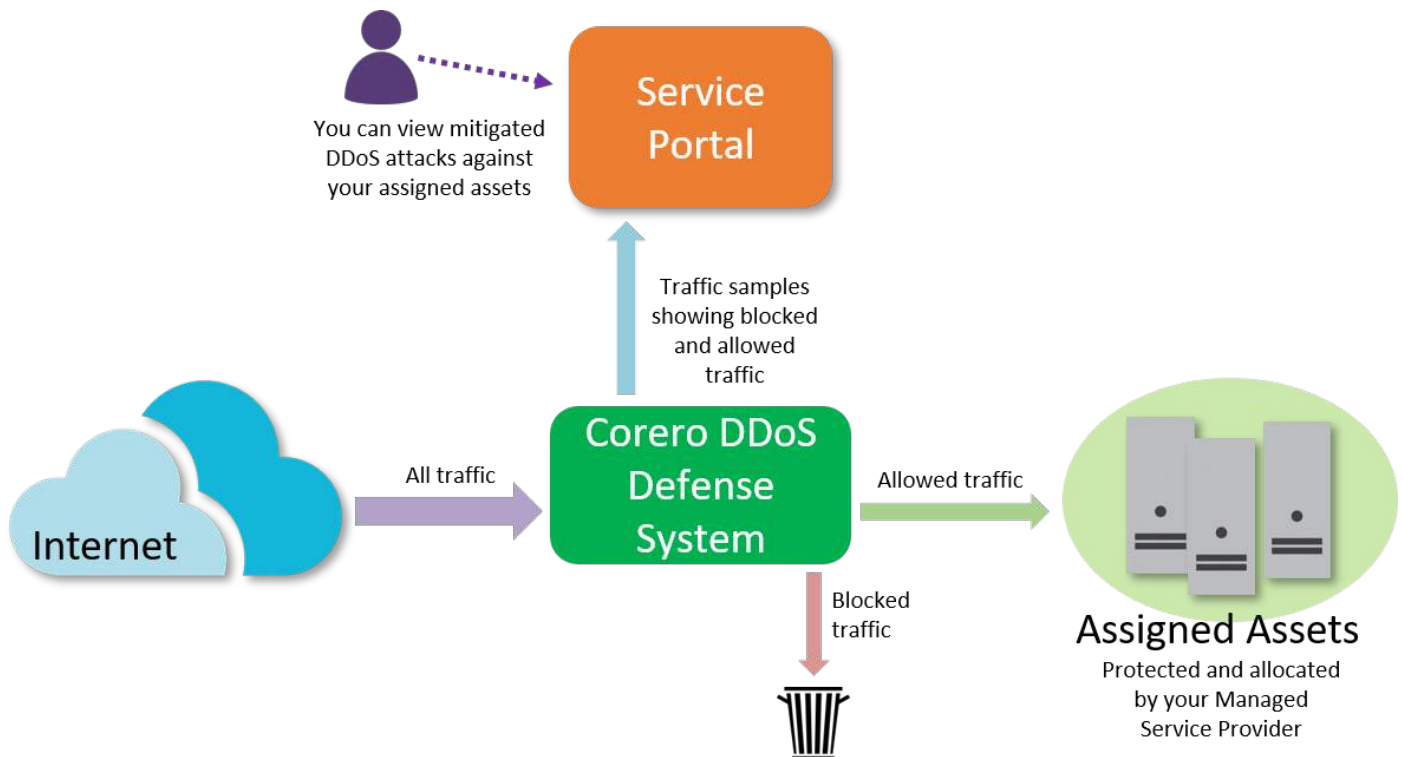 Service
Portal
You can view mitigated
DDoS attacks against
your assigned assets
Traffic samples
showing blocked
and allowed
traffic
Internet
All traffic
Corero DDoS
Defense
System
Allowed traffic
Blocked
traffic
Assigned Assets
Protected and allocated
by your Managed
Service Provider